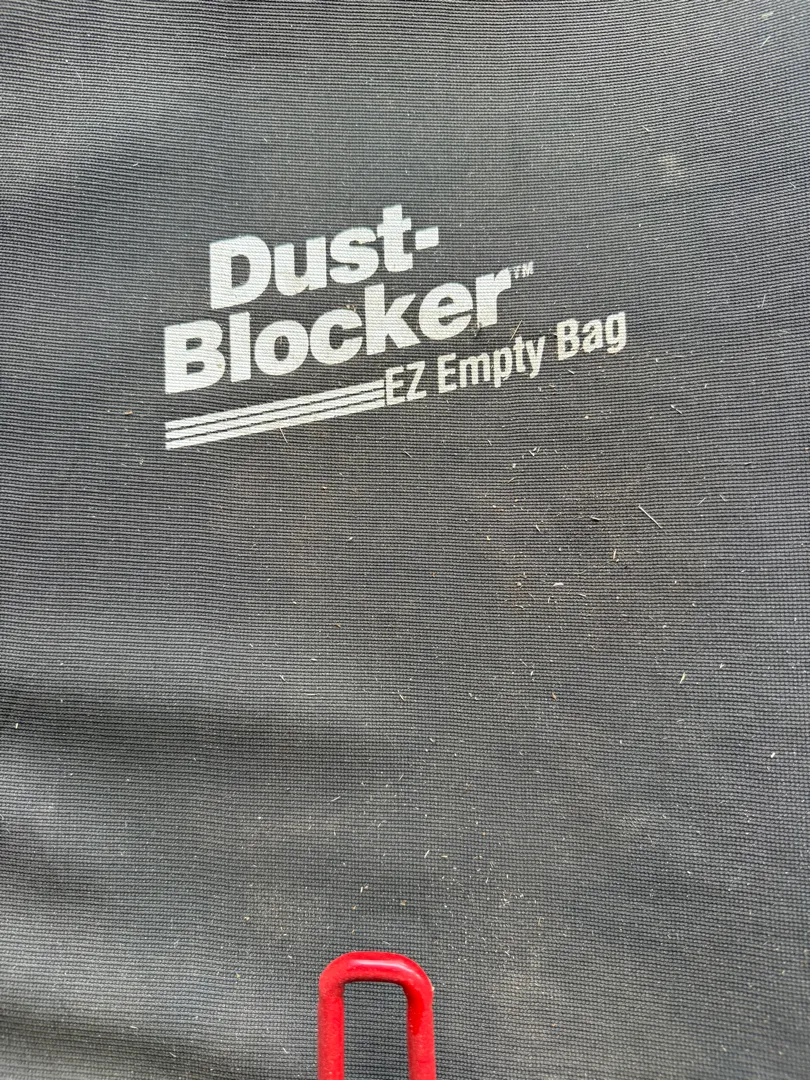 Dust-
Blocker™
EZ Empty Bag